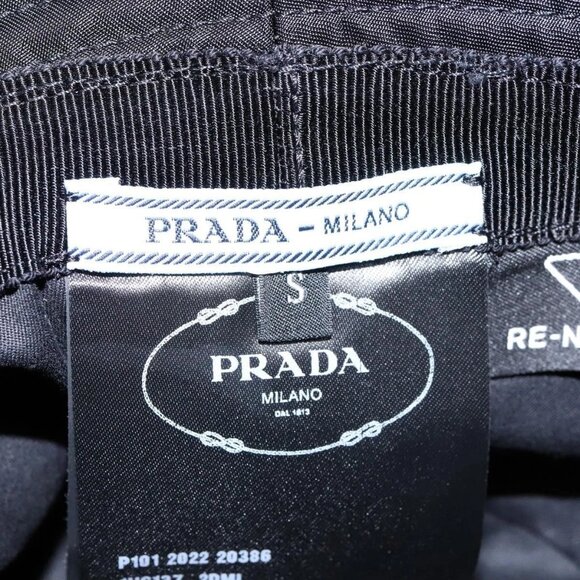 PRADA - MILANO
S
PRADA
MILANO
DAL 1913
RE-N
P101 2022 20386